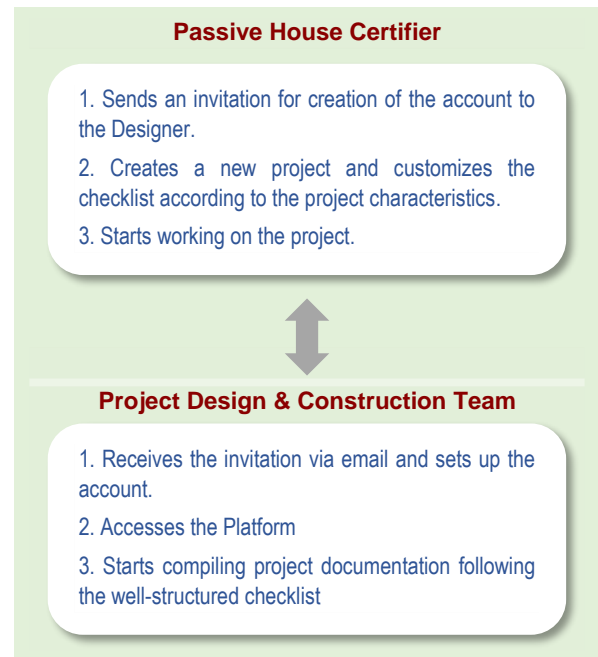 Passive House Certifier
1. Sends an invitation for creation of the account to
the Designer.
2. Creates a new project and customizes the
checklist according to the project characteristics.
3. Starts working on the project.
Project Design & Construction Team
1. Receives the invitation via email and sets up the
account.
2. Accesses the Platform
3. Starts compiling project documentation following
the well-structured checklist